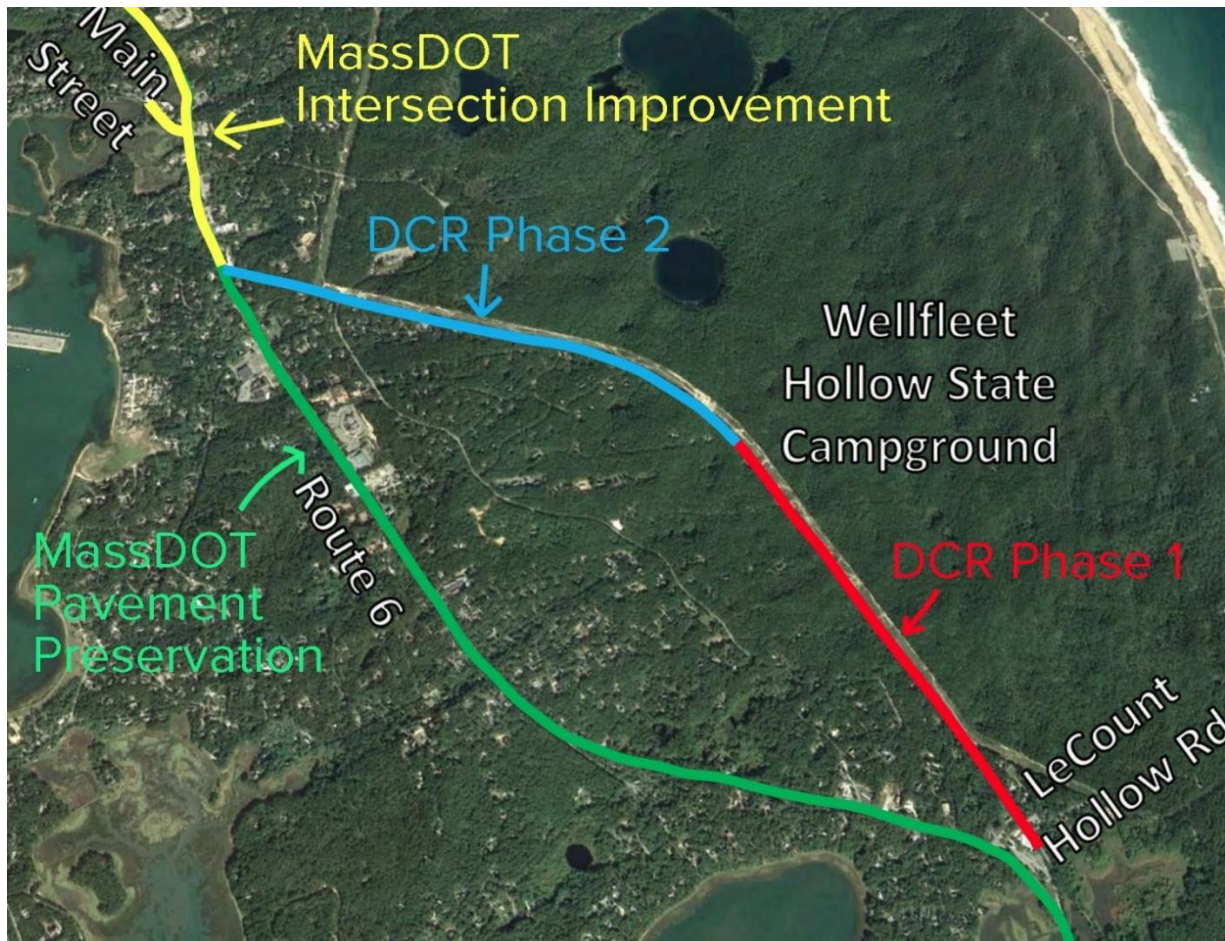 Main
Street
MassDOT
Intersection Improvement
DCR Phase 2
Wellfleet
Hollow State
Campground
Route 6
MassDOT
Pavement
Preservation
DCR Phase 1
LeCount
Hollow Rd